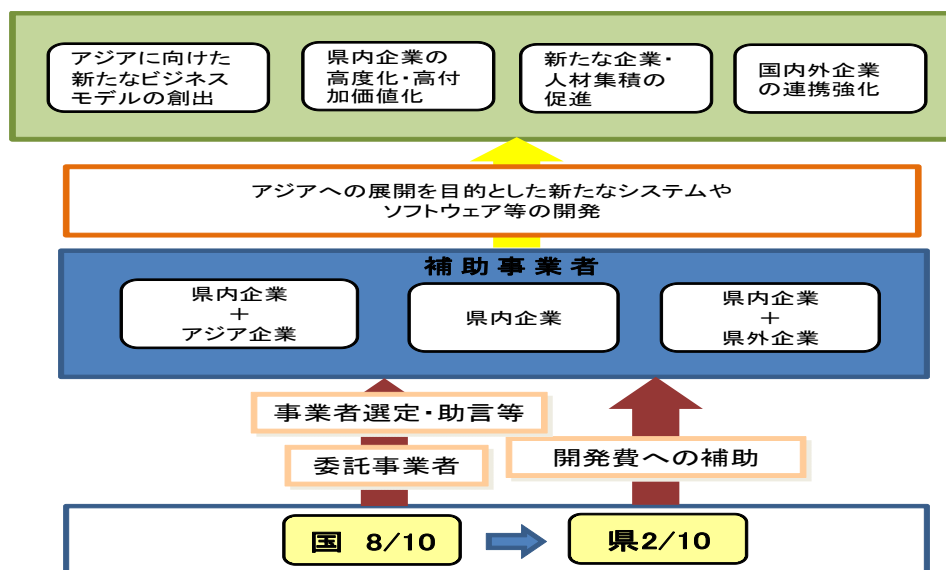 アジアに向けた
新たなビジネス
モデルの創出
県内企業の
高度化・高付
加価値化
新たな企業・
人材集積の
促進
国内外企業
の連携強化
アジアへの展開を目的とした新たなシステムや
ソフトウェア等の開発
補助事業者
県内企業
＋
アジア企業
県内企業
県内企業
＋
県外企業
事業者選定・助言等
委託事業者
開発費への補助
国 8/10
県2/10